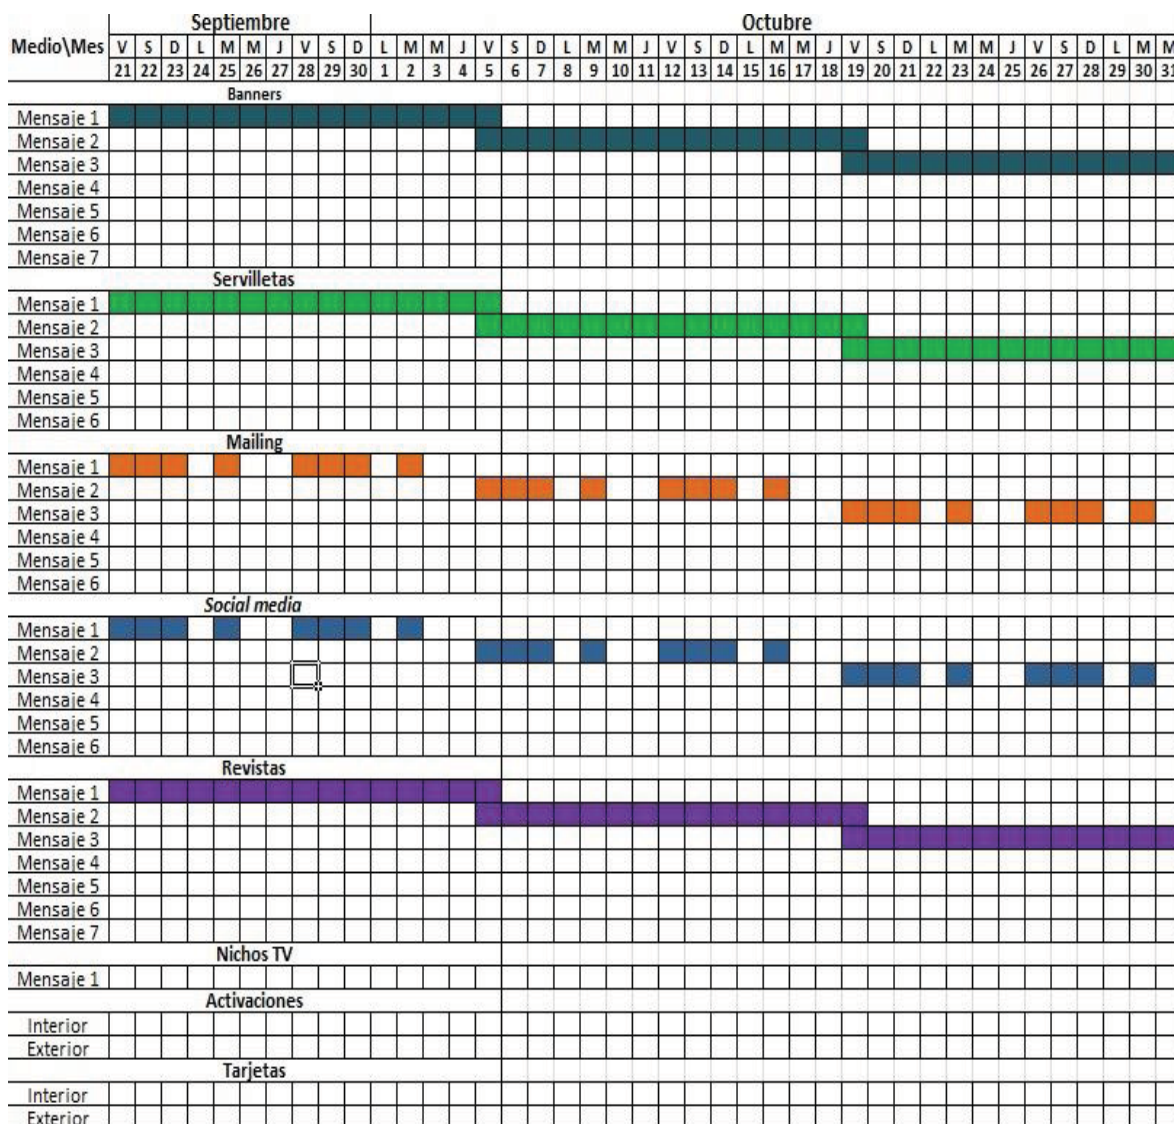 Septiembre Octubre
Medio\Mes V S D L M M J V S D L M M J V S D L M M J V S D L M M J V S D L M M J V S D L M M
21 22 23 24 25 26 27 28 29 30 1 2 3 4 5 6 7 8 9 10 11 12 13 14 15 16 17 18 19 20 21 22 23 24 25 26 27 28 29 30 31
Banners
Mensaje 1
Mensaje 2
Mensaje 3
Mensaje 4
Mensaje 5
Mensaje 6
Mensaje 7
Servilletas
Mensaje 1
Mensaje 2
Mensaje 3
Mensaje 4
Mensaje 5
Mensaje 6
Mailing
Mensaje 1
Mensaje 2
Mensaje 3
Mensaje 4
Mensaje 5
Mensaje 6
Social media
Mensaje 1
Mensaje 2
Mensaje 3
Mensaje 4
Mensaje 5
Mensaje 6
Revistas
Mensaje 1
Mensaje 2
Mensaje 3
Mensaje 4
Mensaje 5
Mensaje 6
Mensaje 7
Nichos TV
Mensaje 1
Activaciones
Interior
Exterior
Tarjetas
Interior
Exterior